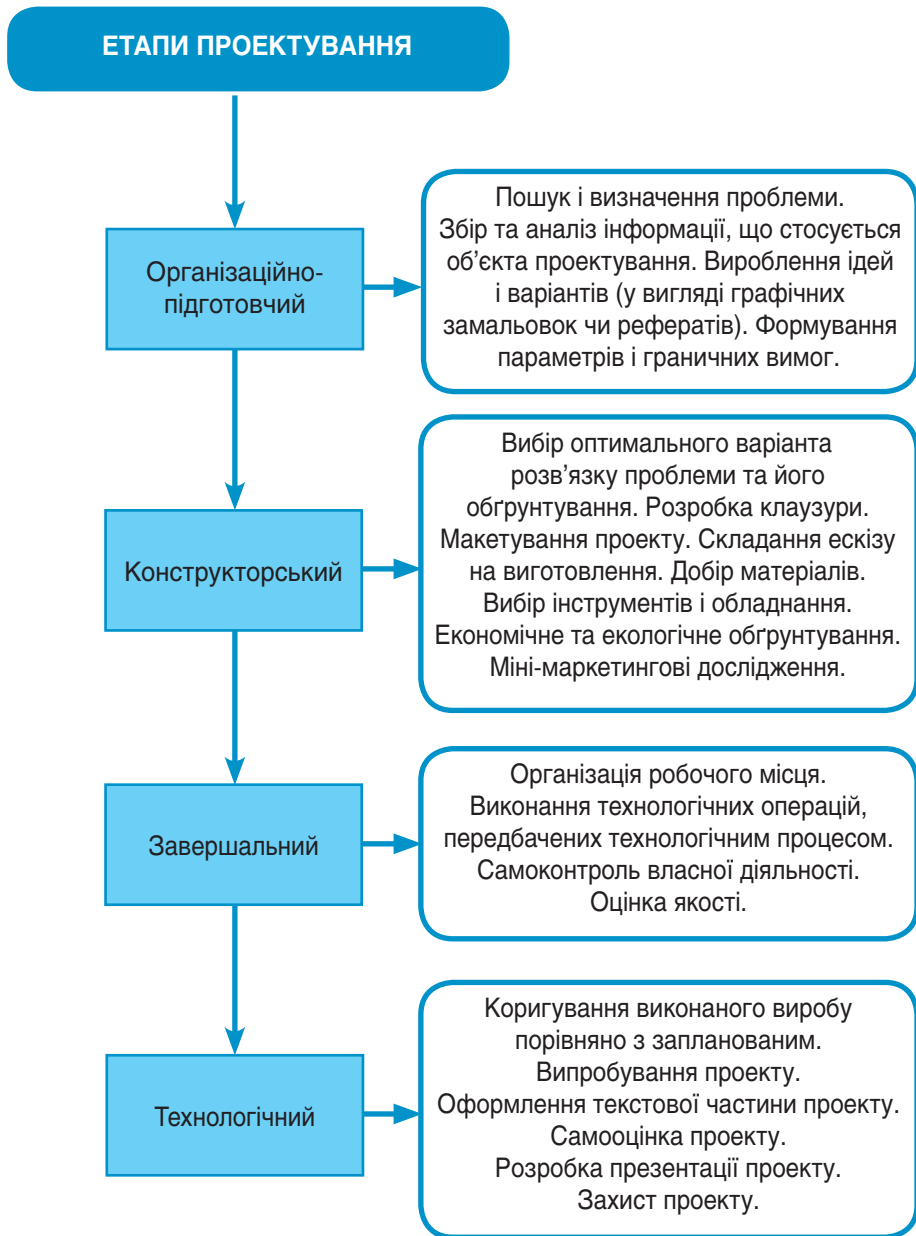 ЕТАПИ ПРОЕКТУВАННЯ
Організаційно-
підготовчий
Пошук і визначення проблеми.
Збір та аналіз інформації, що стосується
об’єкта проектування. Вироблення ідей
і варіантів (у вигляді графічних
замальовок чи рефератів). Формування
параметрів і граничних вимог.
Конструкторський
Вибір оптимального варіанта
розв’язку проблеми та його
обґрунтування. Розробка клаузури.
Макетування проекту. Складання ескізу
на виготовлення. Добір матеріалів.
Вибір інструментів і обладнання.
Економічне та екологічне обґрунтування.
Міні-маркетингові дослідження.
Завершальний
Організація робочого місця.
Виконання технологічних операцій,
передбачених технологічним процесом.
Самоконтроль власної діяльності.
Оцінка якості.
Технологічний
Коригування виконаного виробу
порівняно з запланованим.
Випробування проекту.
Оформлення текстової частини проекту.
Самооцінка проекту.
Розробка презентації проекту.
Захист проекту.